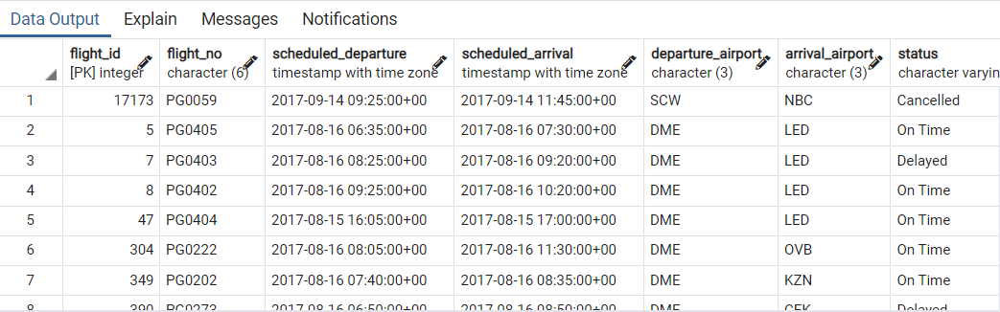 Data Output Explain Messages Notifications
flight_id flight_no scheduled_departure scheduled_arrival departure_airport arrival_airport status
[PK] integer character (6) timestamp with time zone timestamp with time zone character (3) character (3) character varyin
1 17173 PG0059 2017-09-14 09:25:00+00 2017-09-14 11:45:00+00 SCW NBC Cancelled
2 5 PG0405 2017-08-16 06:35:00+00 2017-08-16 07:30:00+00 DME LED On Time
3 7 PG0403 2017-08-16 08:25:00+00 2017-08-16 09:20:00+00 DME LED Delayed
4 8 PG0402 2017-08-16 09:25:00+00 2017-08-16 10:20:00+00 DME LED On Time
5 47 PG0404 2017-08-15 16:05:00+00 2017-08-15 17:00:00+00 DME LED On Time
6 304 PG0222 2017-08-16 08:05:00+00 2017-08-16 11:30:00+00 DME OVB On Time
7 349 PG0202 2017-08-16 07:40:00+00 2017-08-16 08:35:00+00 DME KZN On Time
8 390 PG0273 2017-08-16 06:50:00+00 2017-08-16 08:50:00+00 DME Delayed